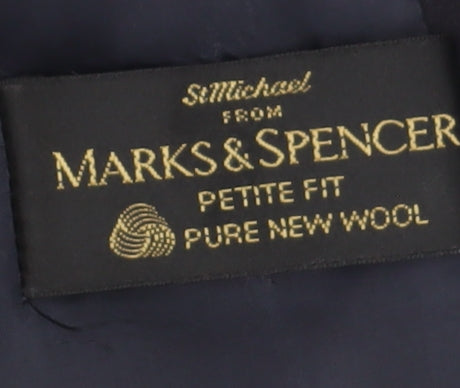 StMichael
FROM
MARKS & SPENCER
PETITE FIT
PURE NEW WOOL